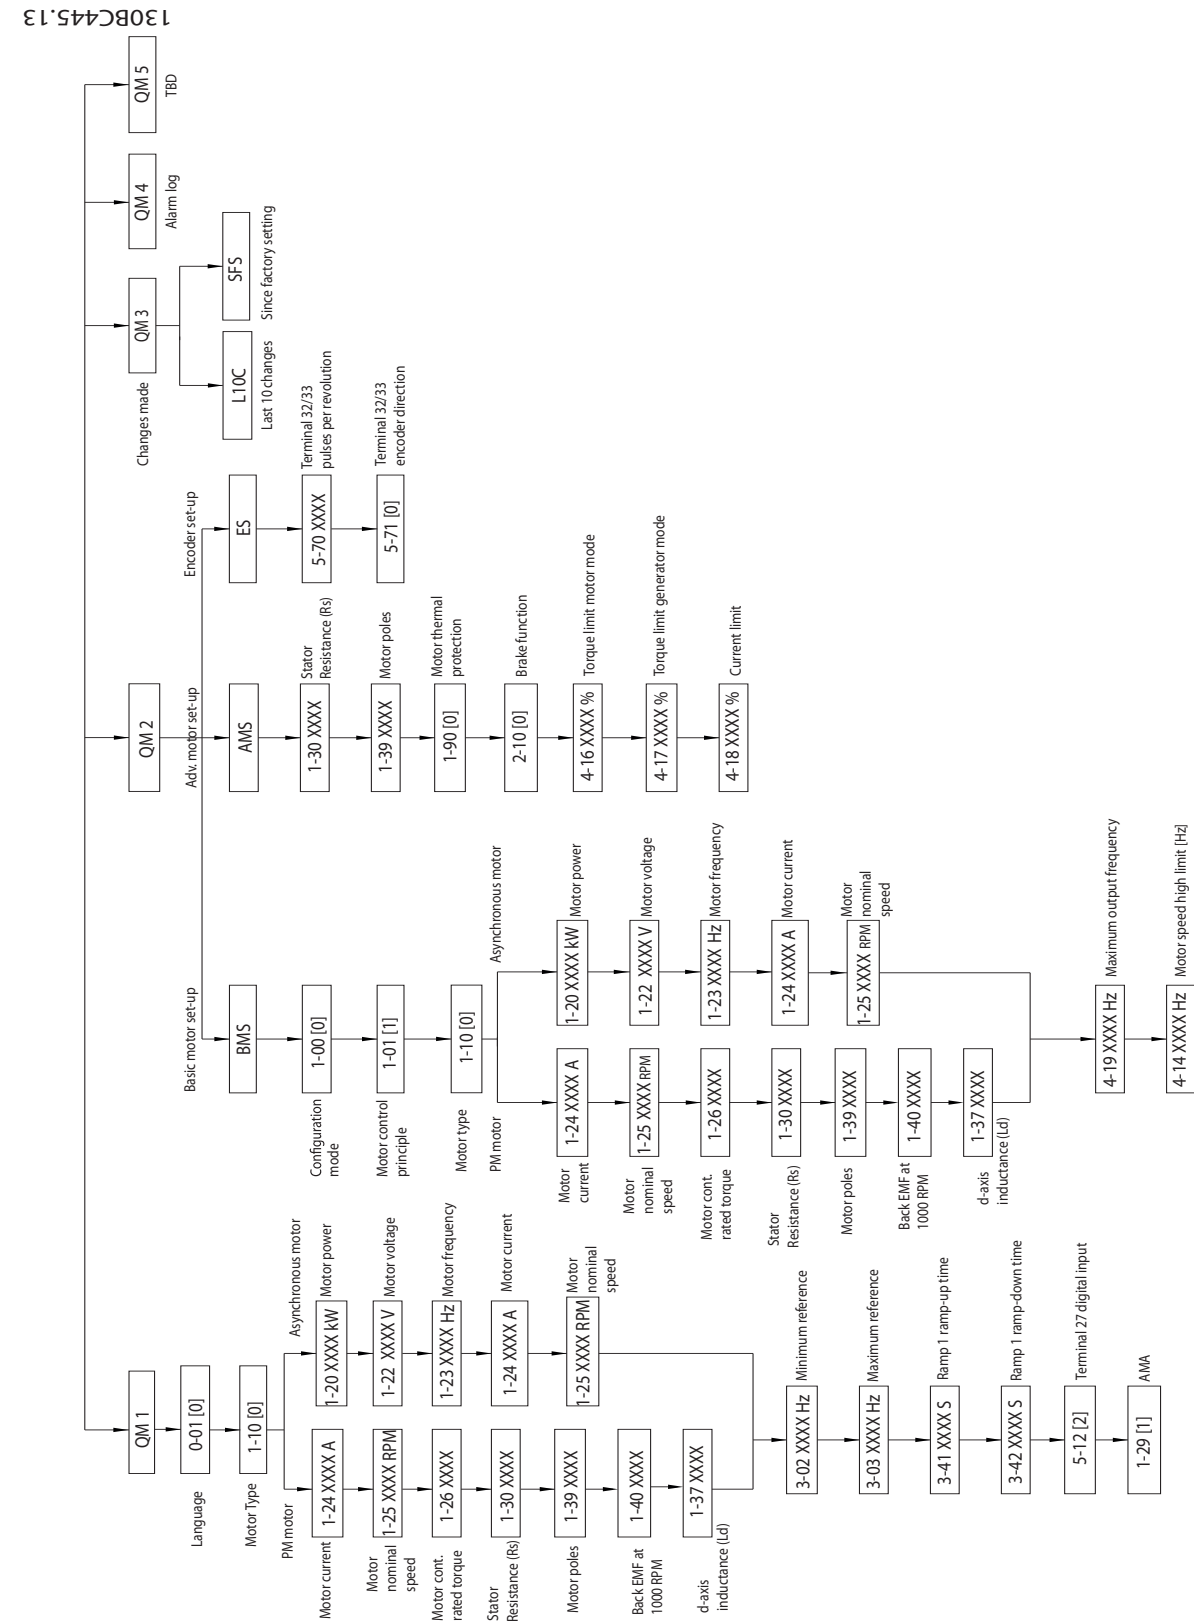 130BC445.13
QM 1
0-01 [0]
Language
1-10 [0]
Motor Type
PM motor
Asynchronous motor
1-24 XXXX A
Motor current
1-25 XXXX RPM
Motor
nominal
speed
1-26 XXXX
Motor cont.
rated torque
1-30 XXXX
Stator
Resistance (Rs)
1-39 XXXX
Motor poles
1-40 XXXX
Back EMF at
1000 RPM
1-37 XXXX
d-axis
inductance (Ld)
1-20 XXXX kW
Motor power
1-22 XXXX V
Motor voltage
1-23 XXXX Hz
Motor frequency
1-24 XXXX A
Motor current
1-25 XXXX RPM
Motor
nominal
speed
3-02 XXXX Hz
Minimum reference
3-03 XXXX Hz
Maximum reference
3-41 XXXX S
Ramp 1 ramp-up time
3-42 XXXX S
Ramp 1 ramp-down time
5-12 [2]
Terminal 27 digital input
1-29 [1]
AMA
QM 2
Basic motor set-up
BMS
1-00 [0]
Configuration
mode
1-01 [1]
Motor control
principle
1-10 [0]
Motor type
PM motor
Asynchronous motor
1-24 XXXX A
Motor
current
1-25 XXXX RPM
Motor
nominal
speed
1-26 XXXX
Motor cont.
rated torque
1-30 XXXX
Stator
Resistance (Rs)
1-39 XXXX
Motor poles
1-40 XXXX
Back EMF at
1000 RPM
1-37 XXXX
d-axis
inductance (Ld)
1-20 XXXX kW
Motor power
1-22 XXXX V
Motor voltage
1-23 XXXX Hz
Motor frequency
1-24 XXXX A
Motor current
1-25 XXXX RPM
Motor
nominal
speed
4-19 XXXX Hz
Maximum output frequency
4-14 XXXX Hz
Motor speed high limit [Hz]
Adv. motor set-up
AMS
1-30 XXXX
Stator
Resistance (Rs)
1-39 XXXX
Motor poles
1-90 [0]
Motor thermal
protection
2-10 [0]
Brake function
4-16 XXXX %
Torque limit motor mode
4-17 XXXX %
Torque limit generator mode
4-18 XXXX %
Current limit
Encoder set-up
ES
5-70 XXXX
Terminal 32/33
pulses per revolution
5-71 [0]
Terminal 32/33
encoder direction
QM 3
Changes made
L10C
Last 10 changes
SFS
Since factory setting
QM 4
Alarm log
QM 5
TBD